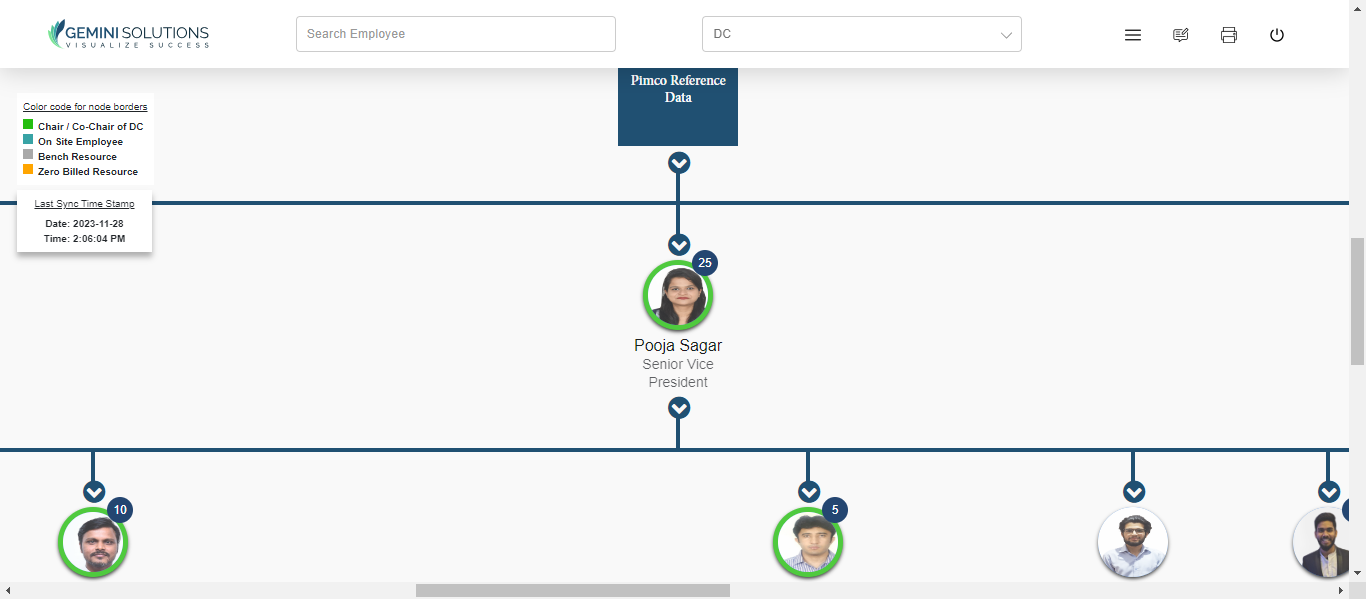 GEMINI SOLUTIONS
VISUALIZE SUCCESS
Search Employee
DC
Pimco Reference
Data
Color code for node borders
Chair / Co-Chair of DC
On Site Employee
Bench Resource
Zero Billed Resource
Last Sync Time Stamp
Date: 2023-11-28
Time: 2:06:04 PM
25
Pooja Sagar
Senior Vice
President
10
5